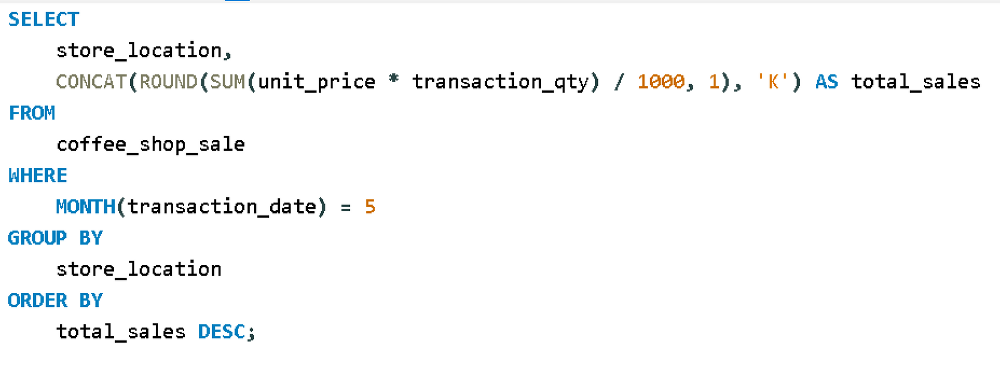 SELECT
store_location,
CONCAT(ROUND(SUM(unit_price * transaction_qty) / 1000, 1), 'K') AS total_sales
FROM
coffee_shop_sale
WHERE
MONTH(transaction_date) = 5
GROUP BY
store_location
ORDER BY
total_sales DESC;